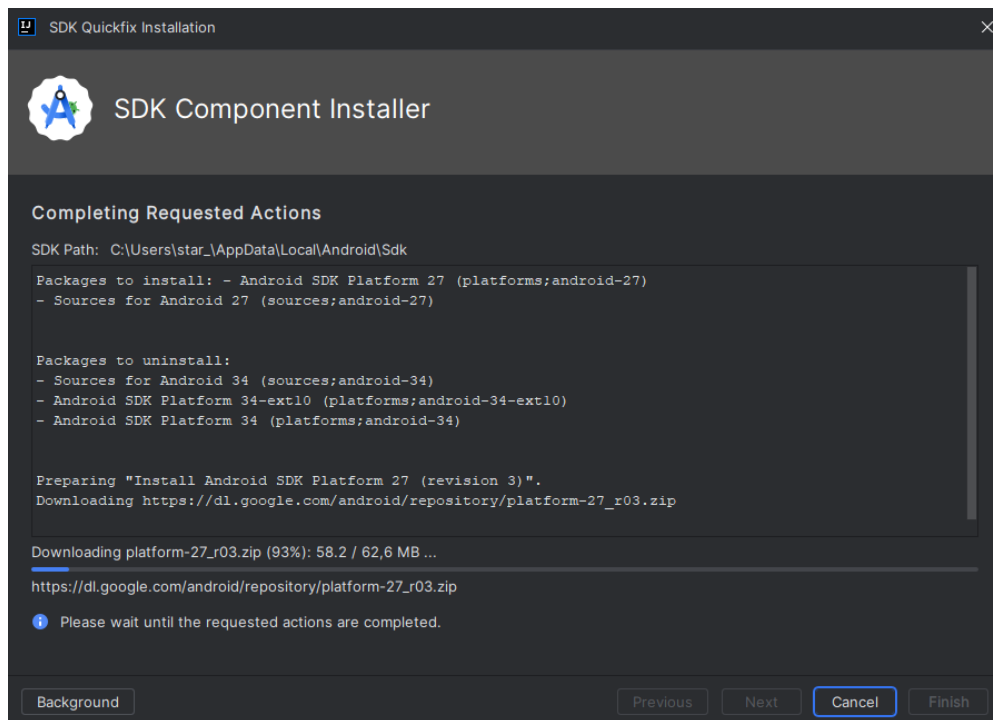 SDK Quickfix Installation
SDK Component Installer
Completing Requested Actions
SDK Path: C:\Users\star_\AppData\Local\Android\Sdk
Packages to install: - Android SDK Platform 27 (platforms;android-27)
- Sources for Android 27 (sources;android-27)
Packages to uninstall:
- Sources for Android 34 (sources;android-34)
- Android SDK Platform 34-ext10 (platforms;android-34-ext10)
- Android SDK Platform 34 (platforms;android-34)
Preparing "Install Android SDK Platform 27 (revision 3)".
Downloading https://dl.google.com/android/repository/platform-27_r03.zip
Downloading platform-27_r03.zip (93%): 58.2 / 62,6 MB ...
https://dl.google.com/android/repository/platform-27_r03.zip
Please wait until the requested actions are completed.
Background Previous Next Cancel Finish